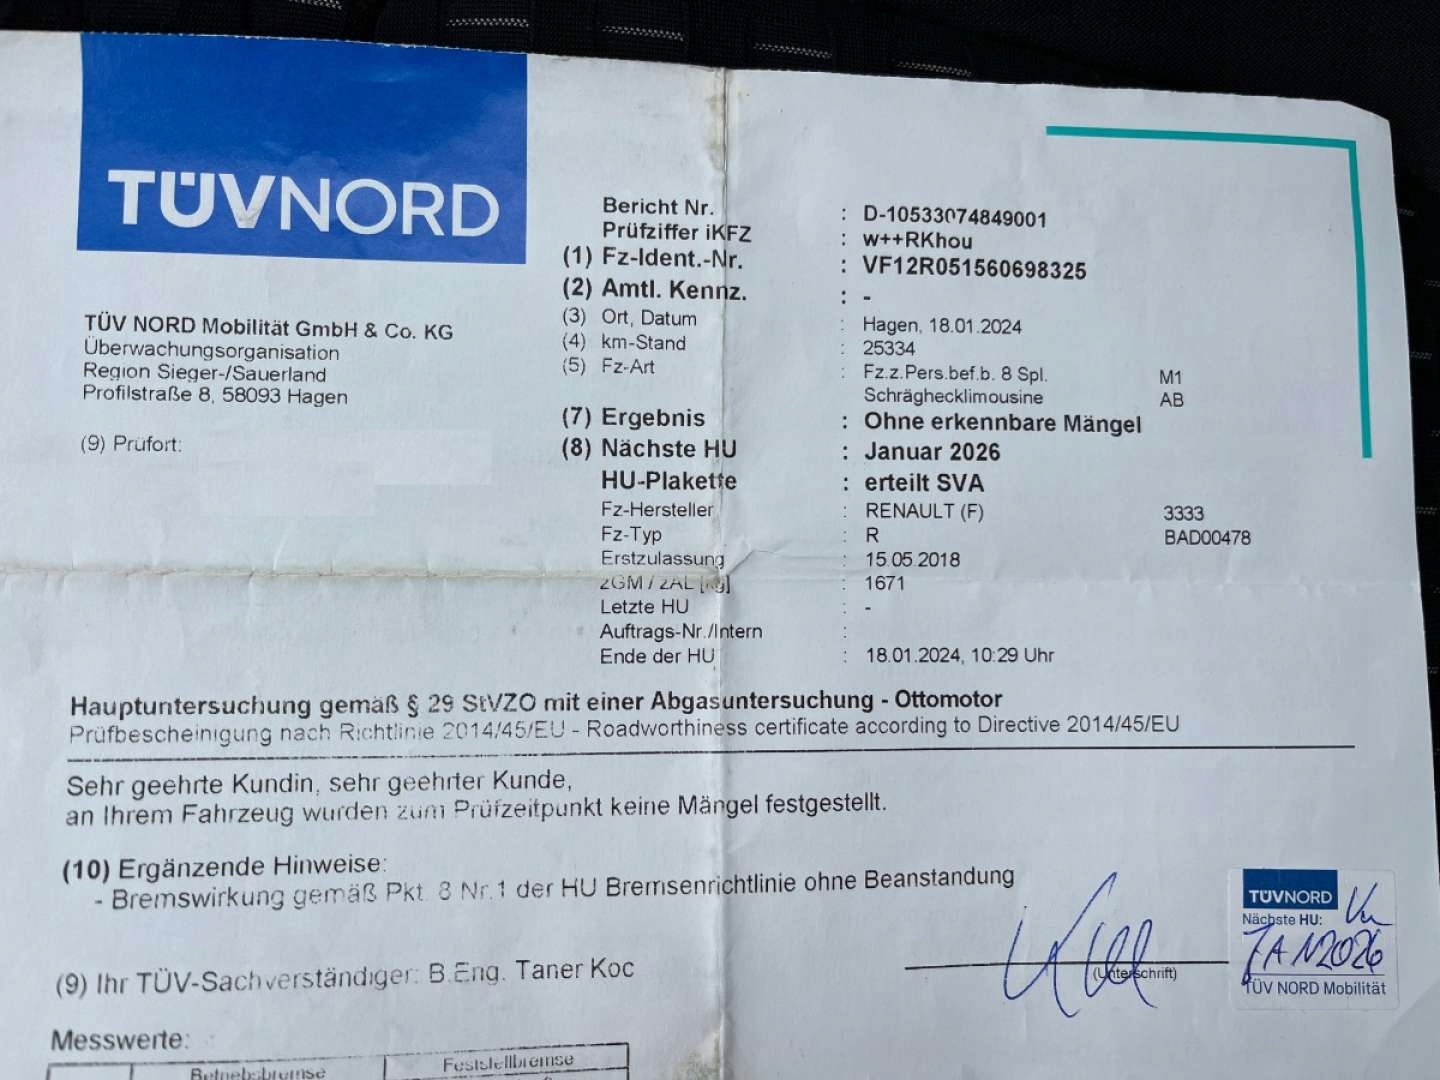 TÜVNORD
TÜV NORD Mobilität GmbH & Co. KG
Überwachungsorganisation
Region Sieger-/Sauerland
Profilstraße 8, 58093 Hagen
(9) Prüfort:
Bericht Nr. : D-10533074849001
Prüfziffer iKFZ : w++RKhou
(1) Fz-Ident.-Nr. : VF12R051560698325
(2) Amtl. Kennz. : -
(3) Ort, Datum : Hagen, 18.01.2024
(4) km-Stand : 25334
(5) Fz-Art : Fz.z.Pers.bef.b. 8 Spl. M1
Schräghecklimousine AB
(7) Ergebnis : Ohne erkennbare Mängel
(8) Nächste HU : Januar 2026
HU-Plakette : erteilt SVA
Fz-Hersteller : RENAULT (F) 3333
Fz-Typ : R BAD00478
Erstzulassung : 15.05.2018
zGM / zAL [kg] : 1671
Letzte HU : -
Auftrags-Nr./Intern :
Ende der HU : 18.01.2024, 10:29 Uhr
Hauptuntersuchung gemäß § 29 StVZO mit einer Abgasuntersuchung - Ottomotor
Prüfbescheinigung nach Richtlinie 2014/45/EU - Roadworthiness certificate according to Directive 2014/45/EU
Sehr geehrte Kundin, sehr geehrter Kunde,
an Ihrem Fahrzeug wurden zum Prüfzeitpunkt keine Mängel festgestellt.
(10) Ergänzende Hinweise:
- Bremswirkung gemäß Pkt. 8 Nr.1 der HU Bremsenrichtlinie ohne Beanstandung
(9) Ihr TÜV-Sachverständiger: B.Eng. Taner Koc
(Unterschrift)
TÜVNORD
Nächste HU:
JAN2026
TÜV NORD Mobilität
Messwerte:
Betriebsbremse Feststellbremse